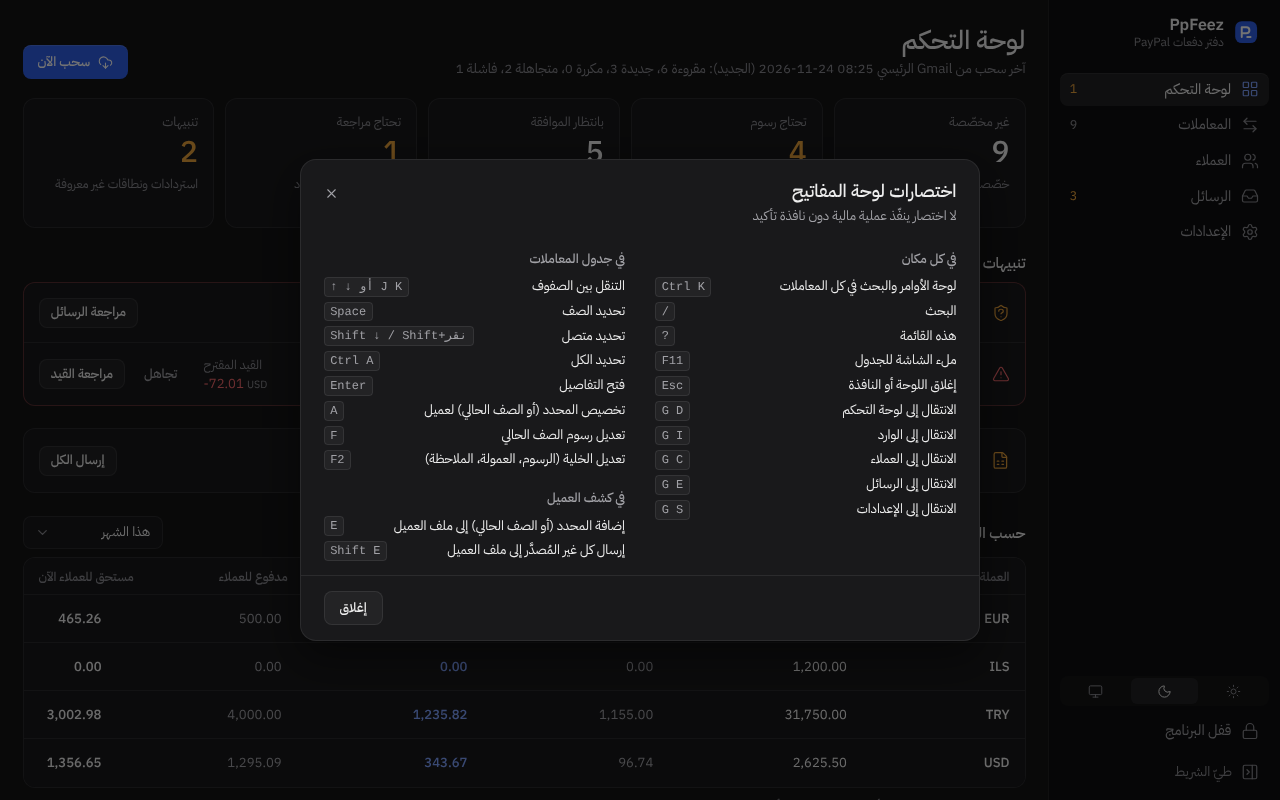 PpFeez
دفتر دفعات PayPal
لوحة التحكم 1
المعاملات 9
العملاء
الرسائل 3
الإعدادات
قفل البرنامج
طيّ الشريط
لوحة التحكم
آخر سحب من Gmail الرئيسي 08:25 24-11-2026 (الجديد): مقروءة 6، جديدة 3، مكررة 0، متجاهلة 2، فاشلة 1
سحب الآن
غير مخصّصة
9
تحتاج رسوم
4
بانتظار الموافقة
5
تحتاج مراجعة
1
تنبيهات
2
استردادات ونطاقات غير معروفة
تنبيهات
مراجعة الرسائل
القيد المقترح
-72.01 USD
تجاهل
مراجعة القيد
إرسال الكل
هذا الشهر
العملة
مدفوع للعملاء
مستحق للعملاء الآن
EUR 500.00 465.26
ILS 1,200.00 0.00 0.00 0.00 0.00
TRY 31,750.00 1,155.00 1,235.82 4,000.00 3,002.98
USD 2,625.50 96.74 343.67 1,295.09 1,356.65
اختصارات لوحة المفاتيح
لا اختصار ينفّذ عملية مالية دون نافذة تأكيد
في كل مكان
لوحة الأوامر والبحث في كل المعاملات Ctrl K
البحث /
هذه القائمة ?
ملء الشاشة للجدول F11
إغلاق اللوحة أو النافذة Esc
الانتقال إلى لوحة التحكم G D
الانتقال إلى الوارد G I
الانتقال إلى العملاء G C
الانتقال إلى الرسائل G E
الانتقال إلى الإعدادات G S
في جدول المعاملات
التنقل بين الصفوف J K أو ↓ ↑
تحديد الصف Space
تحديد متصل Shift ↓ / Shift+نقر
تحديد الكل Ctrl A
فتح التفاصيل Enter
تخصيص المحدد (أو الصف الحالي) لعميل A
تعديل رسوم الصف الحالي F
تعديل الخلية (الرسوم، العمولة، الملاحظة) F2
في كشف العميل
إضافة المحدد (أو الصف الحالي) إلى ملف العميل E
إرسال كل غير المُصدَّر إلى ملف العميل Shift E
إغلاق